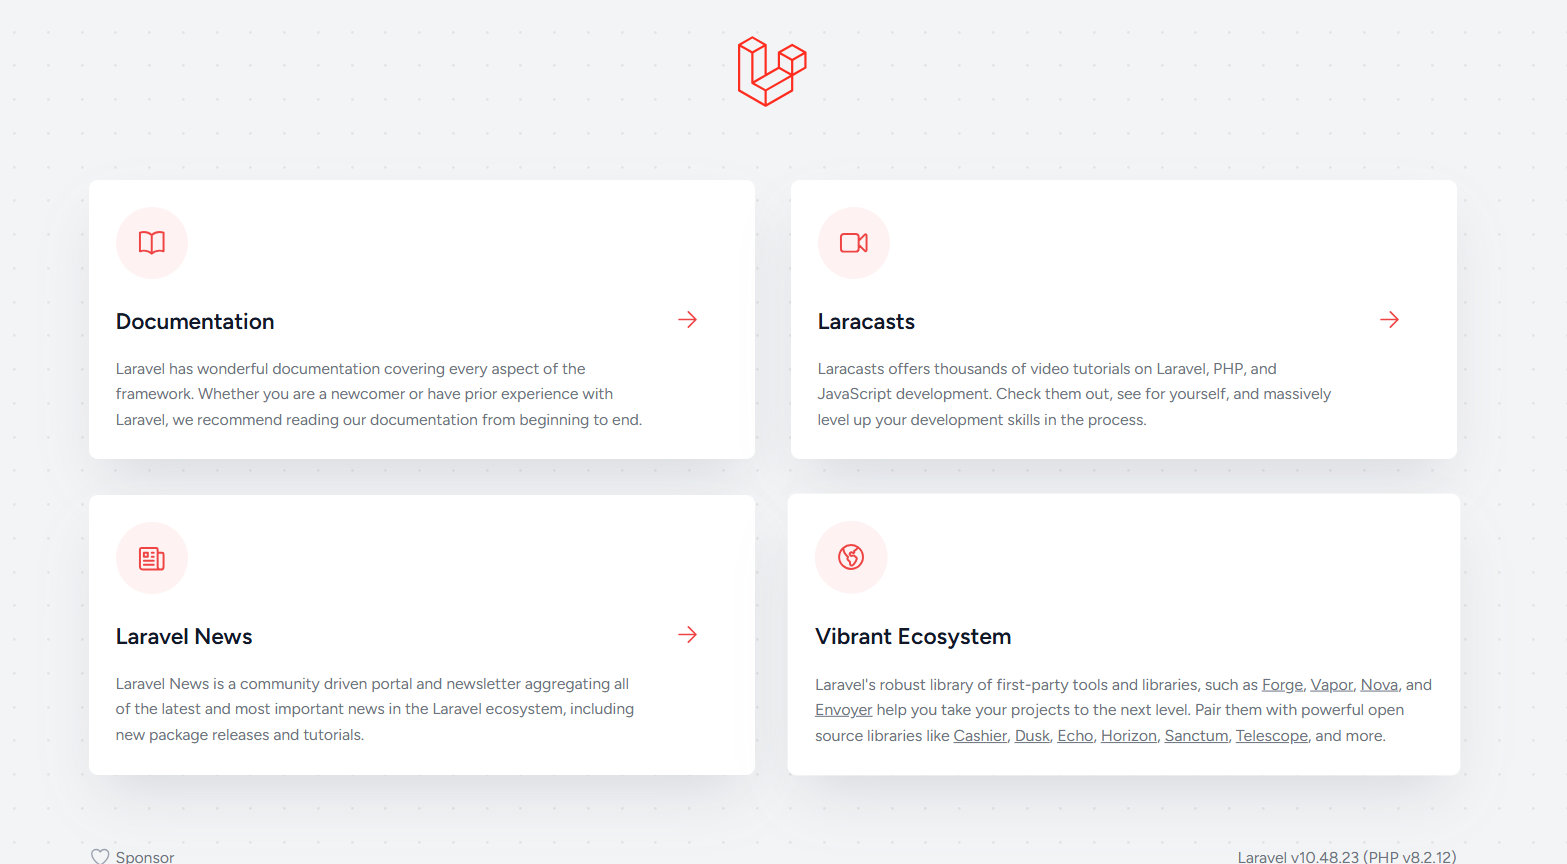 Documentation
Laravel has wonderful documentation covering every aspect of the
framework. Whether you are a newcomer or have prior experience with
Laravel, we recommend reading our documentation from beginning to end.
Laracasts
Laracasts offers thousands of video tutorials on Laravel, PHP, and
JavaScript development. Check them out, see for yourself, and massively
level up your development skills in the process.
Laravel News
Laravel News is a community driven portal and newsletter aggregating all
of the latest and most important news in the Laravel ecosystem, including
new package releases and tutorials.
Vibrant Ecosystem
Laravel's robust library of first-party tools and libraries, such as Forge, Vapor, Nova, and
Envoyer help you take your projects to the next level. Pair them with powerful open
source libraries like Cashier, Dusk, Echo, Horizon, Sanctum, Telescope, and more.
Sponsor
Laravel v10.48.23 (PHP v8.2.12)